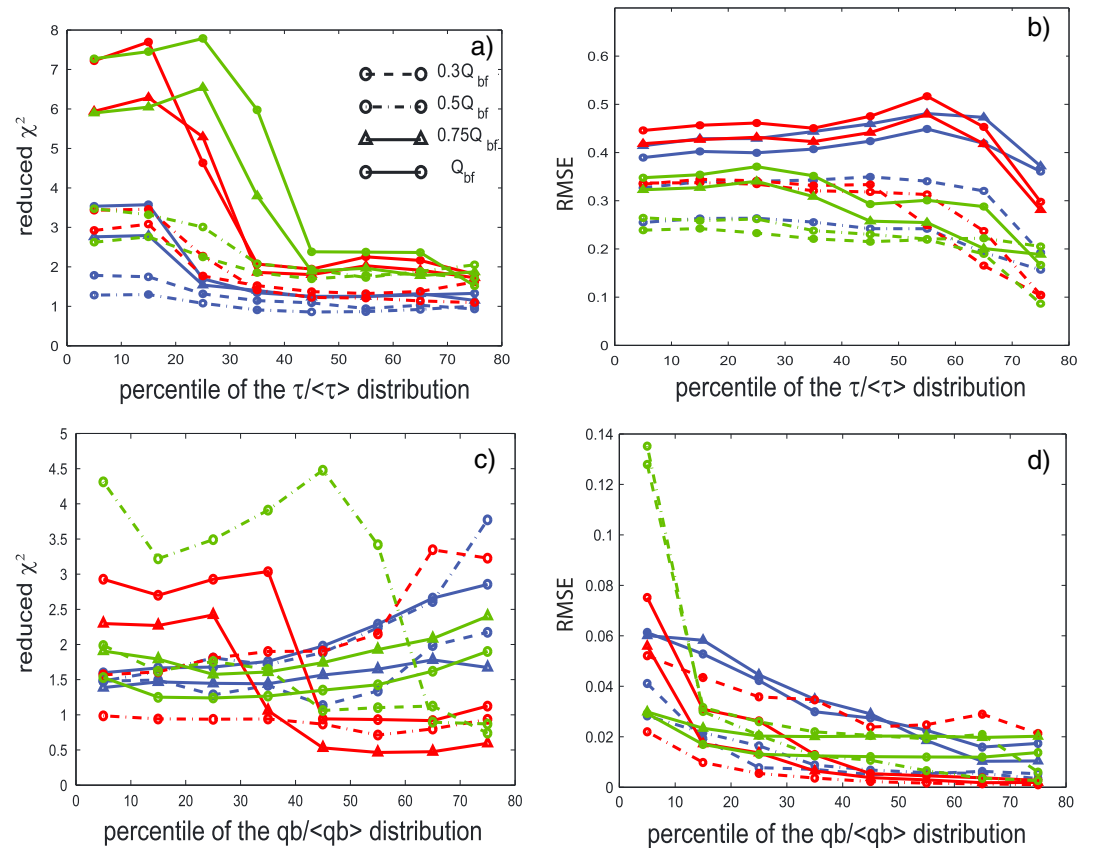 a)
8
7
6
5
4
3
2
1
0
reduced χ²
0.3Q_bf
0.5Q_bf
0.75Q_bf
Q_bf
0 10 20 30 40 50 60 70 80
percentile of the τ/<τ> distribution
b)
0.6
0.5
0.4
0.3
0.2
0.1
0
RMSE
0 10 20 30 40 50 60 70 80
percentile of the τ/<τ> distribution
c)
5
4.5
4
3.5
3
2.5
2
1.5
1
0.5
0
reduced χ²
0 10 20 30 40 50 60 70 80
percentile of the qb/<qb> distribution
d)
0.14
0.12
0.1
0.08
0.06
0.04
0.02
0
RMSE
0 10 20 30 40 50 60 70 80
percentile of the qb/<qb> distribution